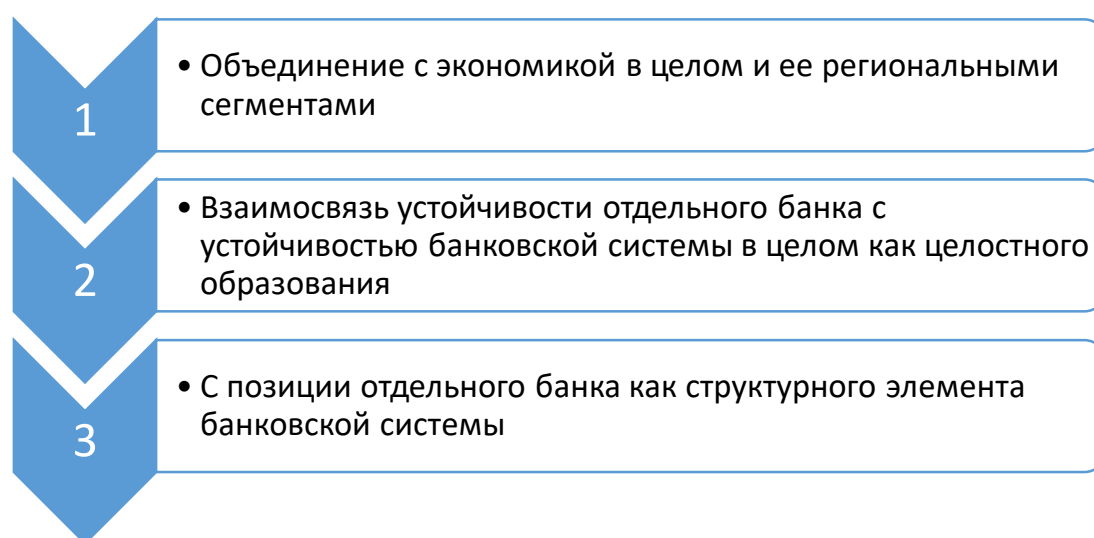 1
• Объединение с экономикой в целом и ее региональными
сегментами
2
• Взаимосвязь устойчивости отдельного банка с
устойчивостью банковской системы в целом как целостного
образования
3
• С позиции отдельного банка как структурного элемента
банковской системы